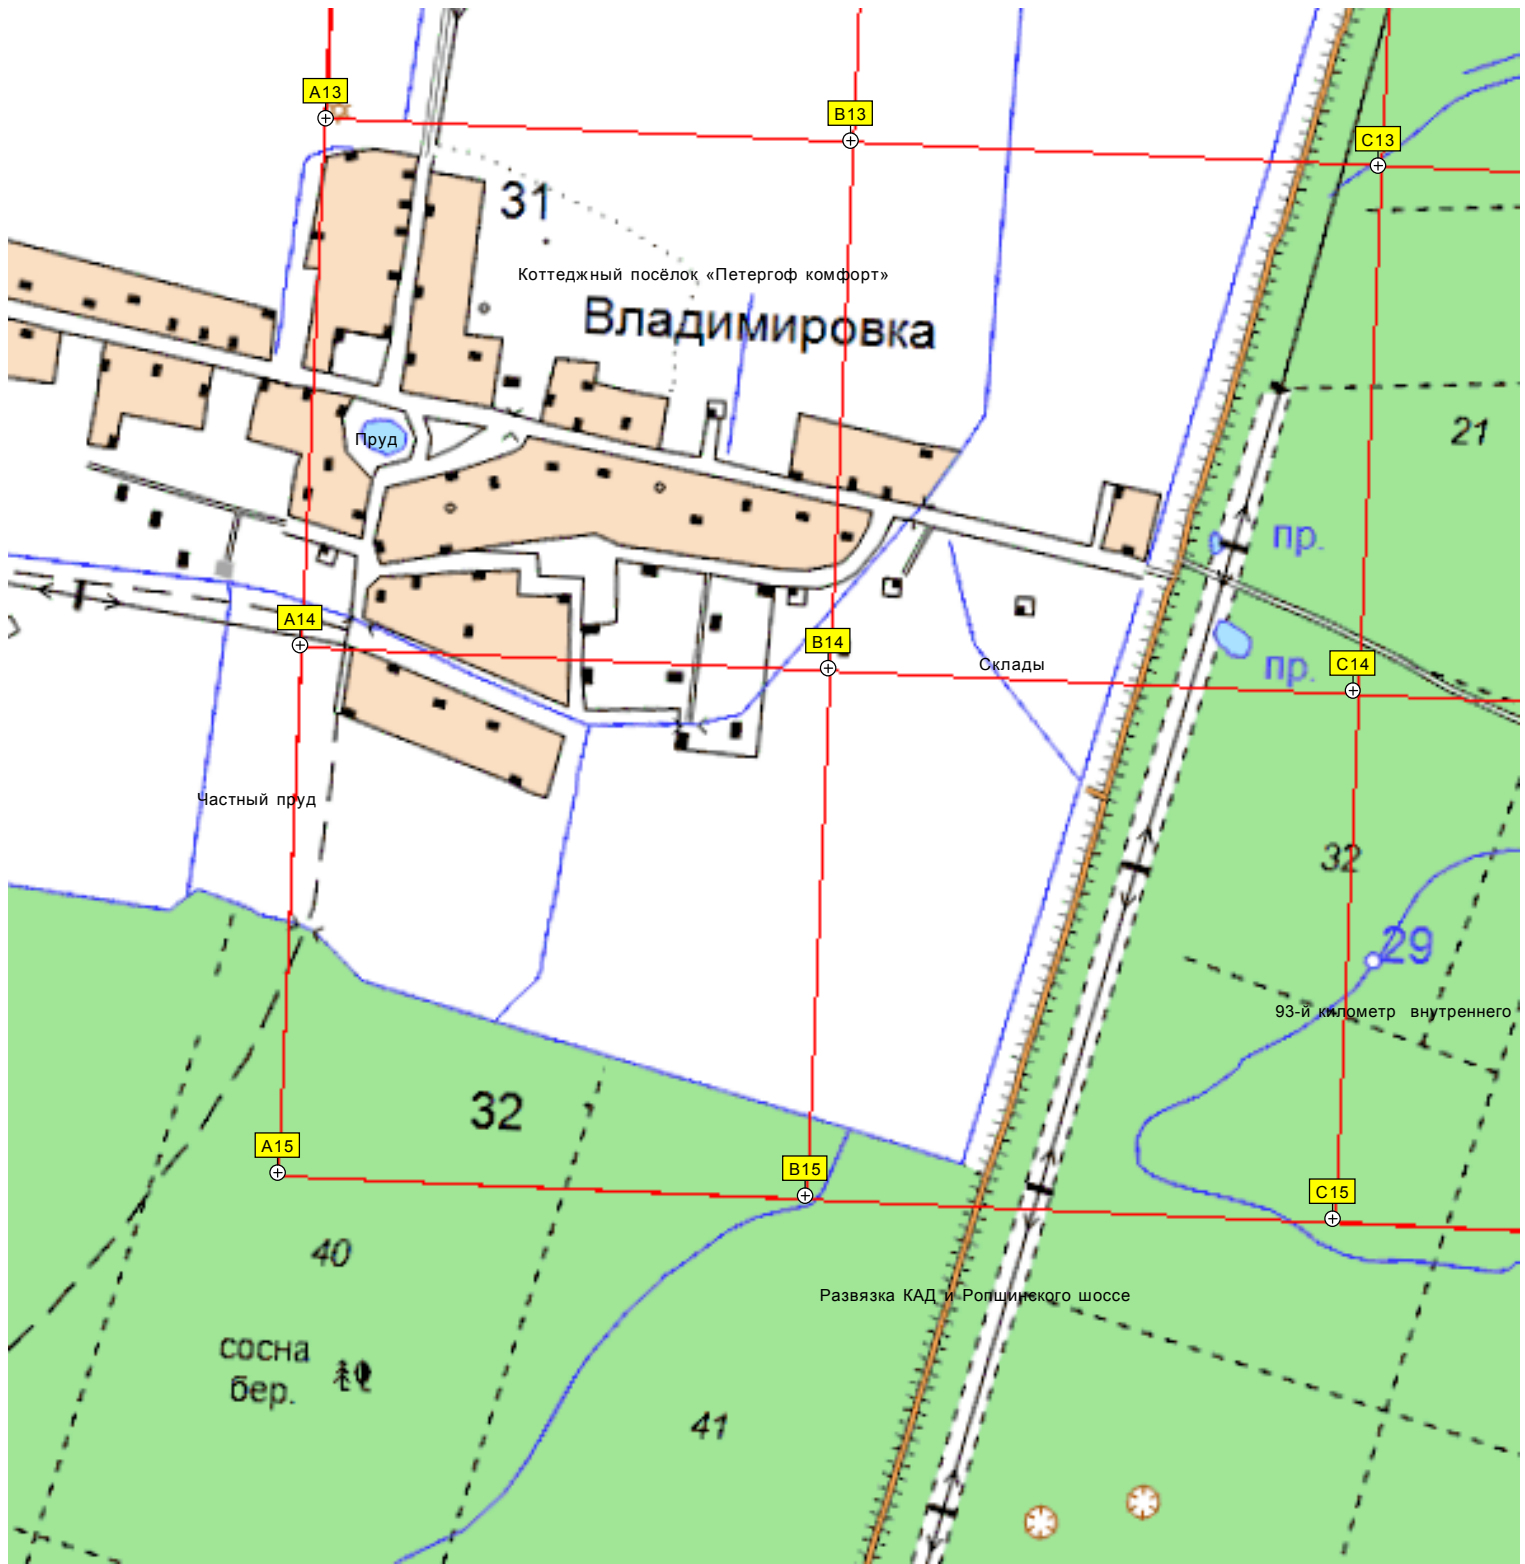 A13
B13
C13
31
Коттеджный посёлок «Петергоф комфорт»
Владимировка
21
Пруд
пр.
A14
B14
C14
Склады
пр.
Частный пруд
32
29
93-й километр внутреннего
32
A15
B15
C15
40
Развязка КАД и Ропшинского шоссе
сосна
бер.
41